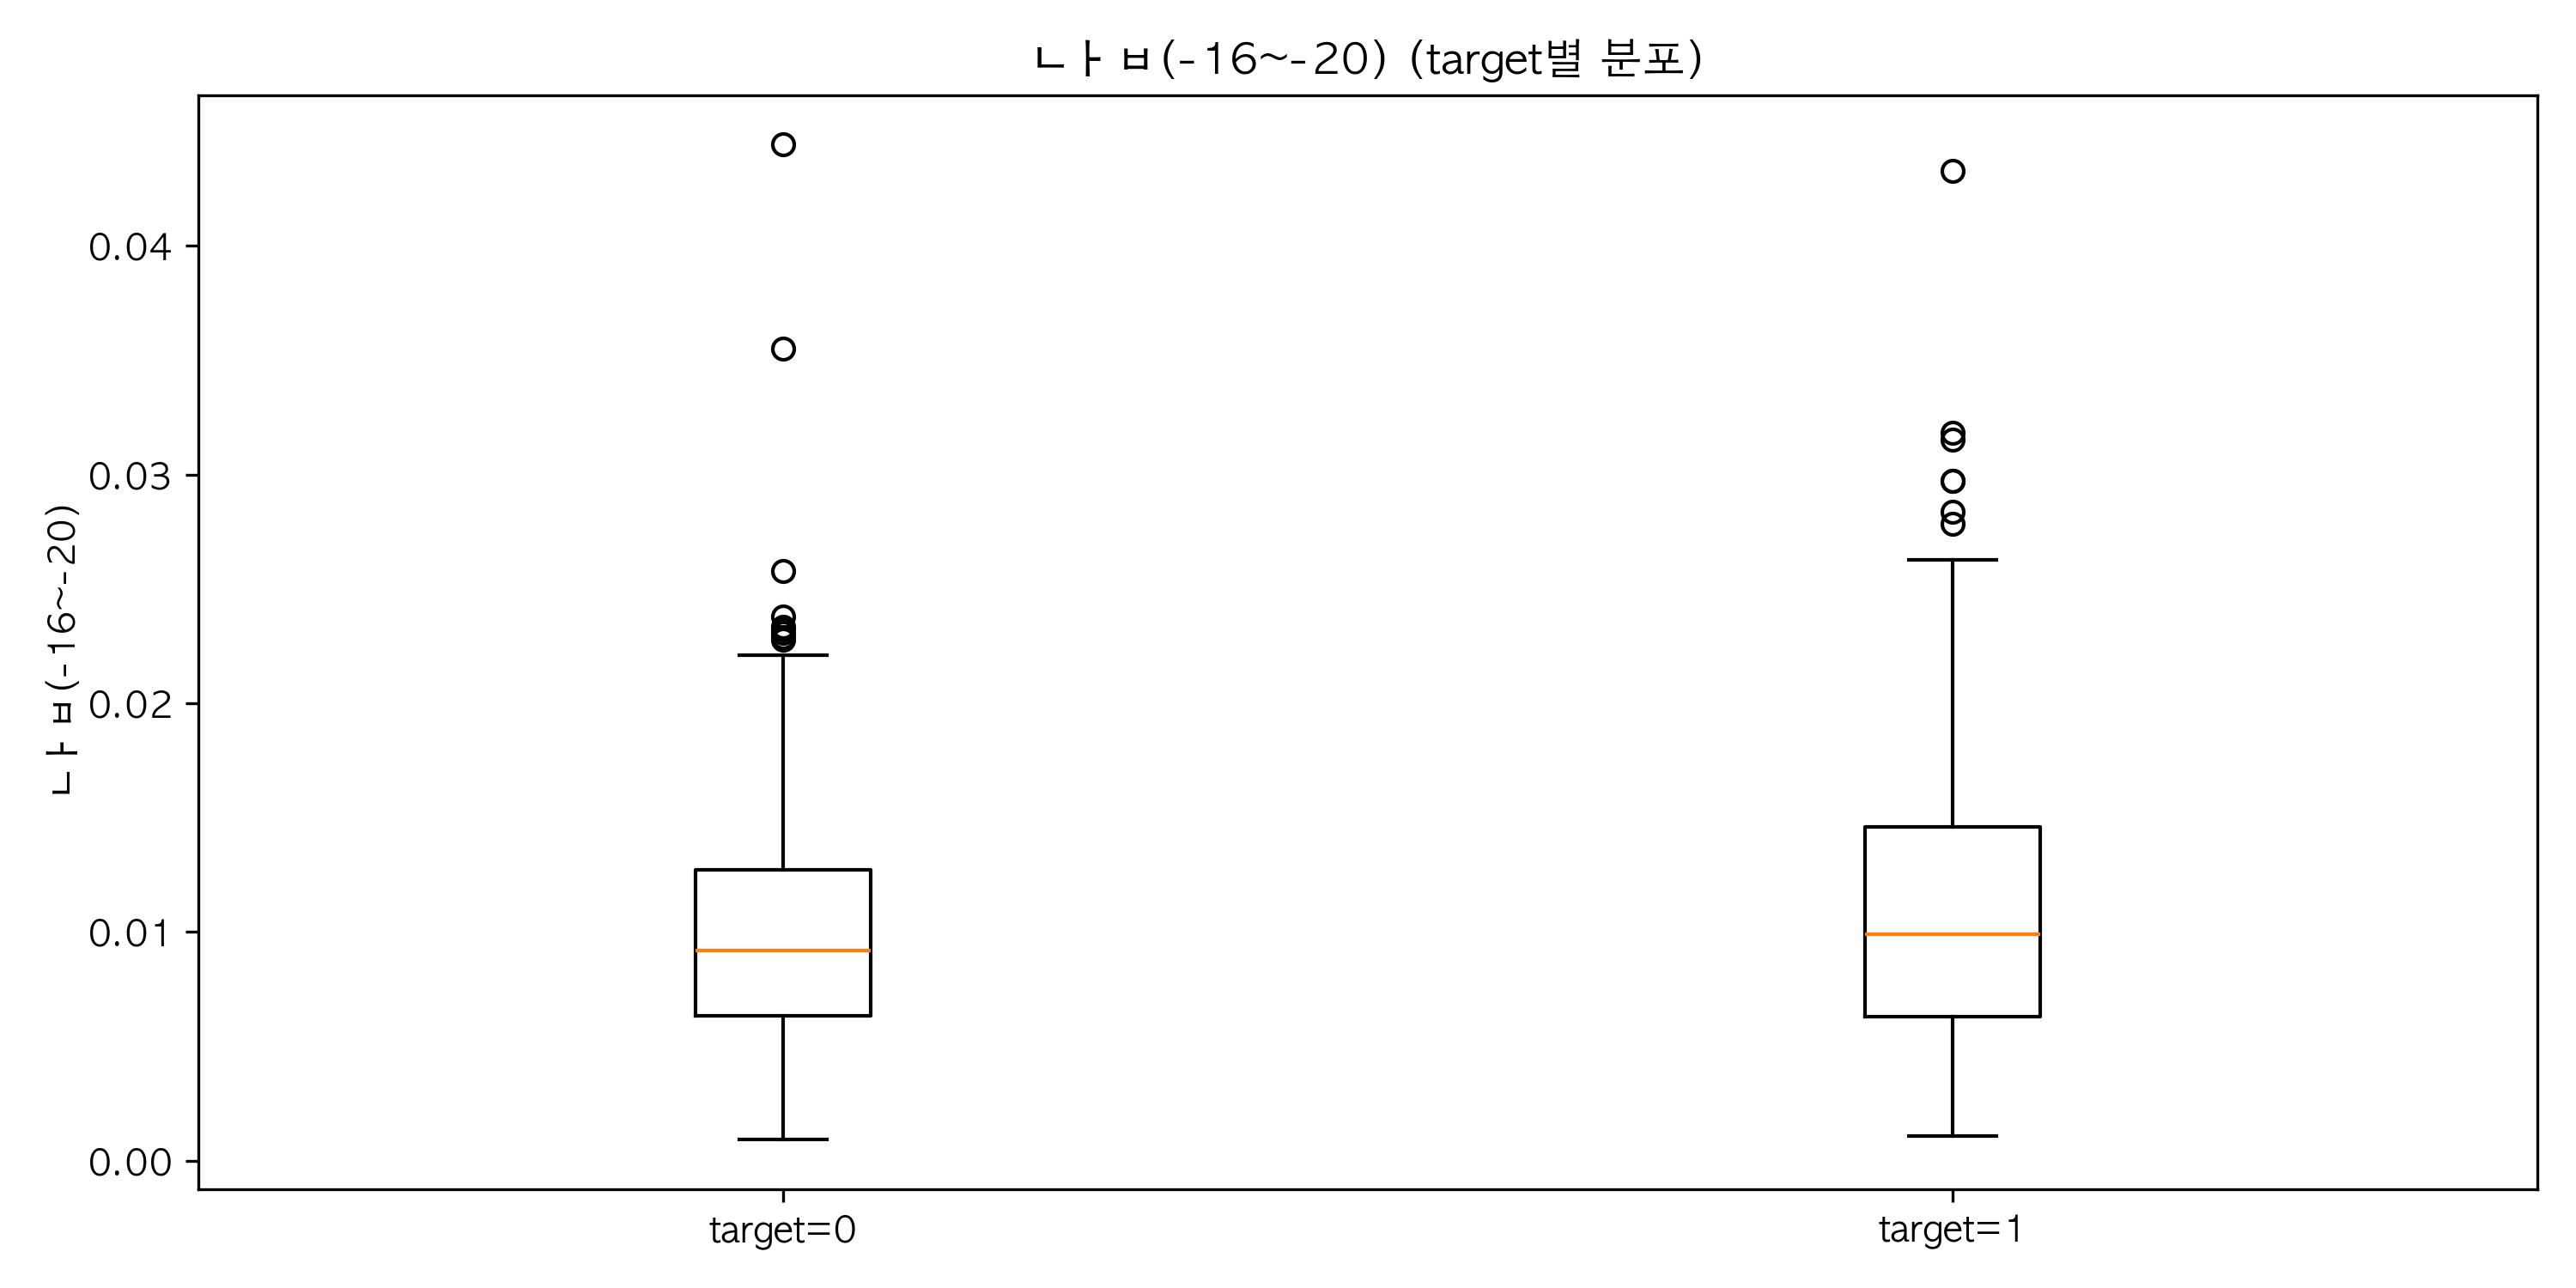 ㄴㅏㅂ(-16~-20) (target별 분포)
ㄴㅏㅂ(-16~-20)
0.04
0.03
0.02
0.01
0.00
target=0
target=1